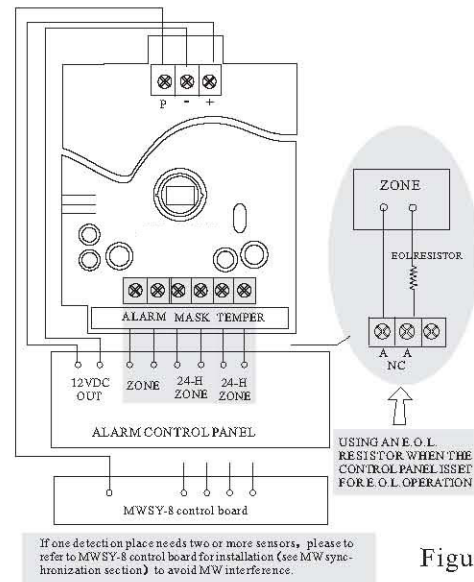 P - +
ZONE
EOLRESISTOR
ALARM MASK TEMPER
A A
NC
12VDC
OUT
ZONE
24-H
ZONE
24-H
ZONE
ALARM CONTROL PANEL
USING AN E.O.L.
RESISTOR WHEN THE
CONTROL PANEL IS SET
FOR E.O.L. OPERATION
MWSY-8 control board
If one detection place needs two or more sensors, please to
refer to MWSY-8 control board for installation (see MW sync-
hronization section) to avoid MW interference.
Figu